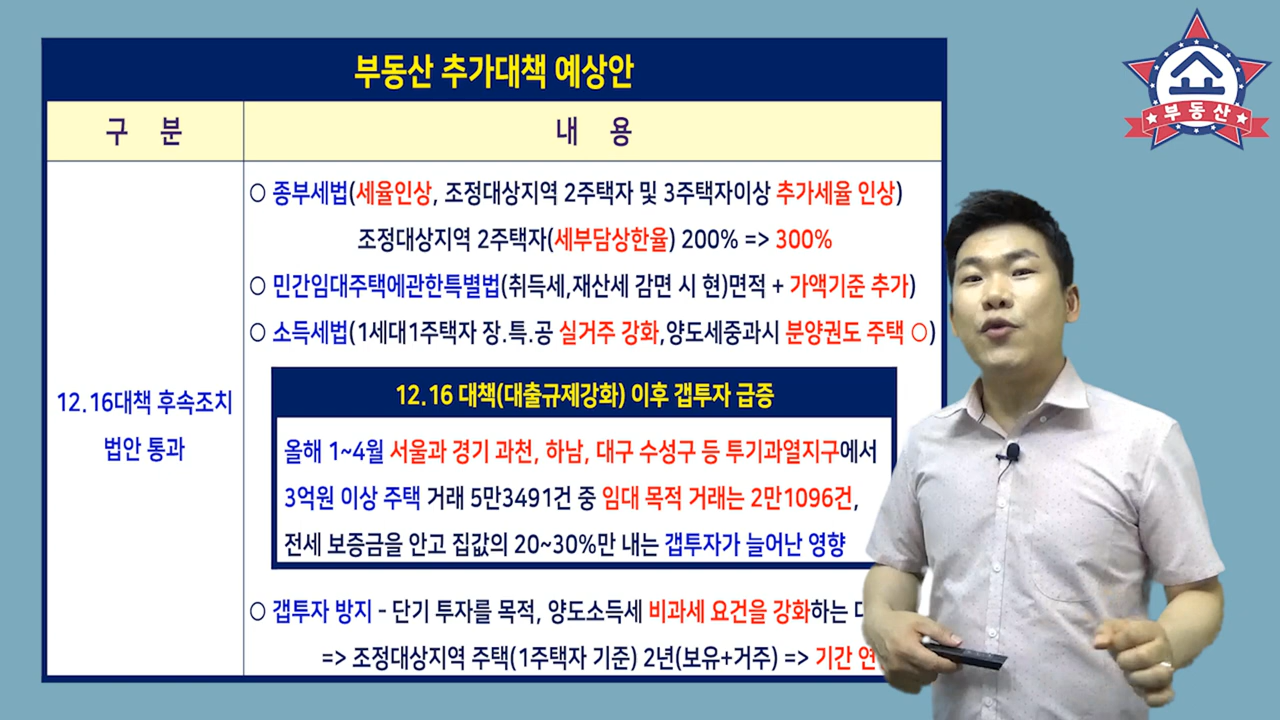 부동산 추가대책 예상안
부동산
구 분
내 용
12.16대책 후속조치
법안 통과
○ 종부세법(세율인상, 조정대상지역 2주택자 및 3주택자이상 추가세율 인상)
조정대상지역 2주택자(세부담상한율) 200% => 300%
○ 민간임대주택에관한특별법(취득세,재산세 감면 시 현)면적 + 가액기준 추가)
○ 소득세법(1세대1주택자 장.특.공 실거주 강화,양도세중과시 분양권도 주택 ○)
12.16 대책(대출규제강화) 이후 갭투자 급증
올해 1~4월 서울과 경기 과천, 하남, 대구 수성구 등 투기과열지구에서
3억원 이상 주택 거래 5만3491건 중 임대 목적 거래는 2만1096건,
전세 보증금을 안고 집값의 20~30%만 내는 갭투자가 늘어난 영향
○ 갭투자 방지 - 단기 투자를 목적, 양도소득세 비과세 요건을 강화하는
=> 조정대상지역 주택(1주택자 기준) 2년(보유+거주) => 기간